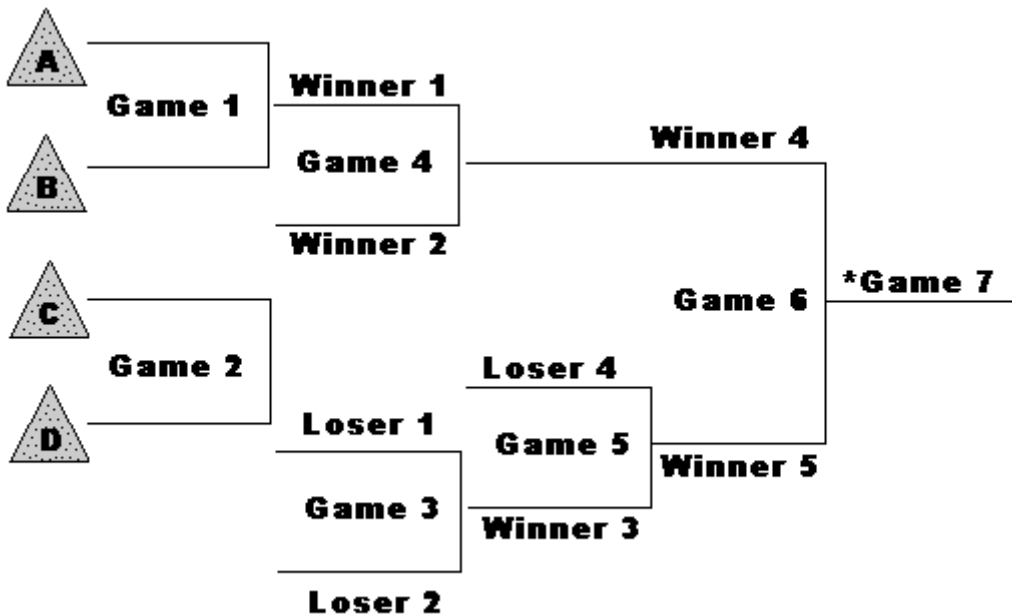 A
Game 1
Winner 1
B
Game 4
Winner 4
Winner 2
C
Game 2
*Game 7
Game 6
D
Loser 4
Loser 1
Game 5
Winner 5
Game 3
Winner 3
Loser 2